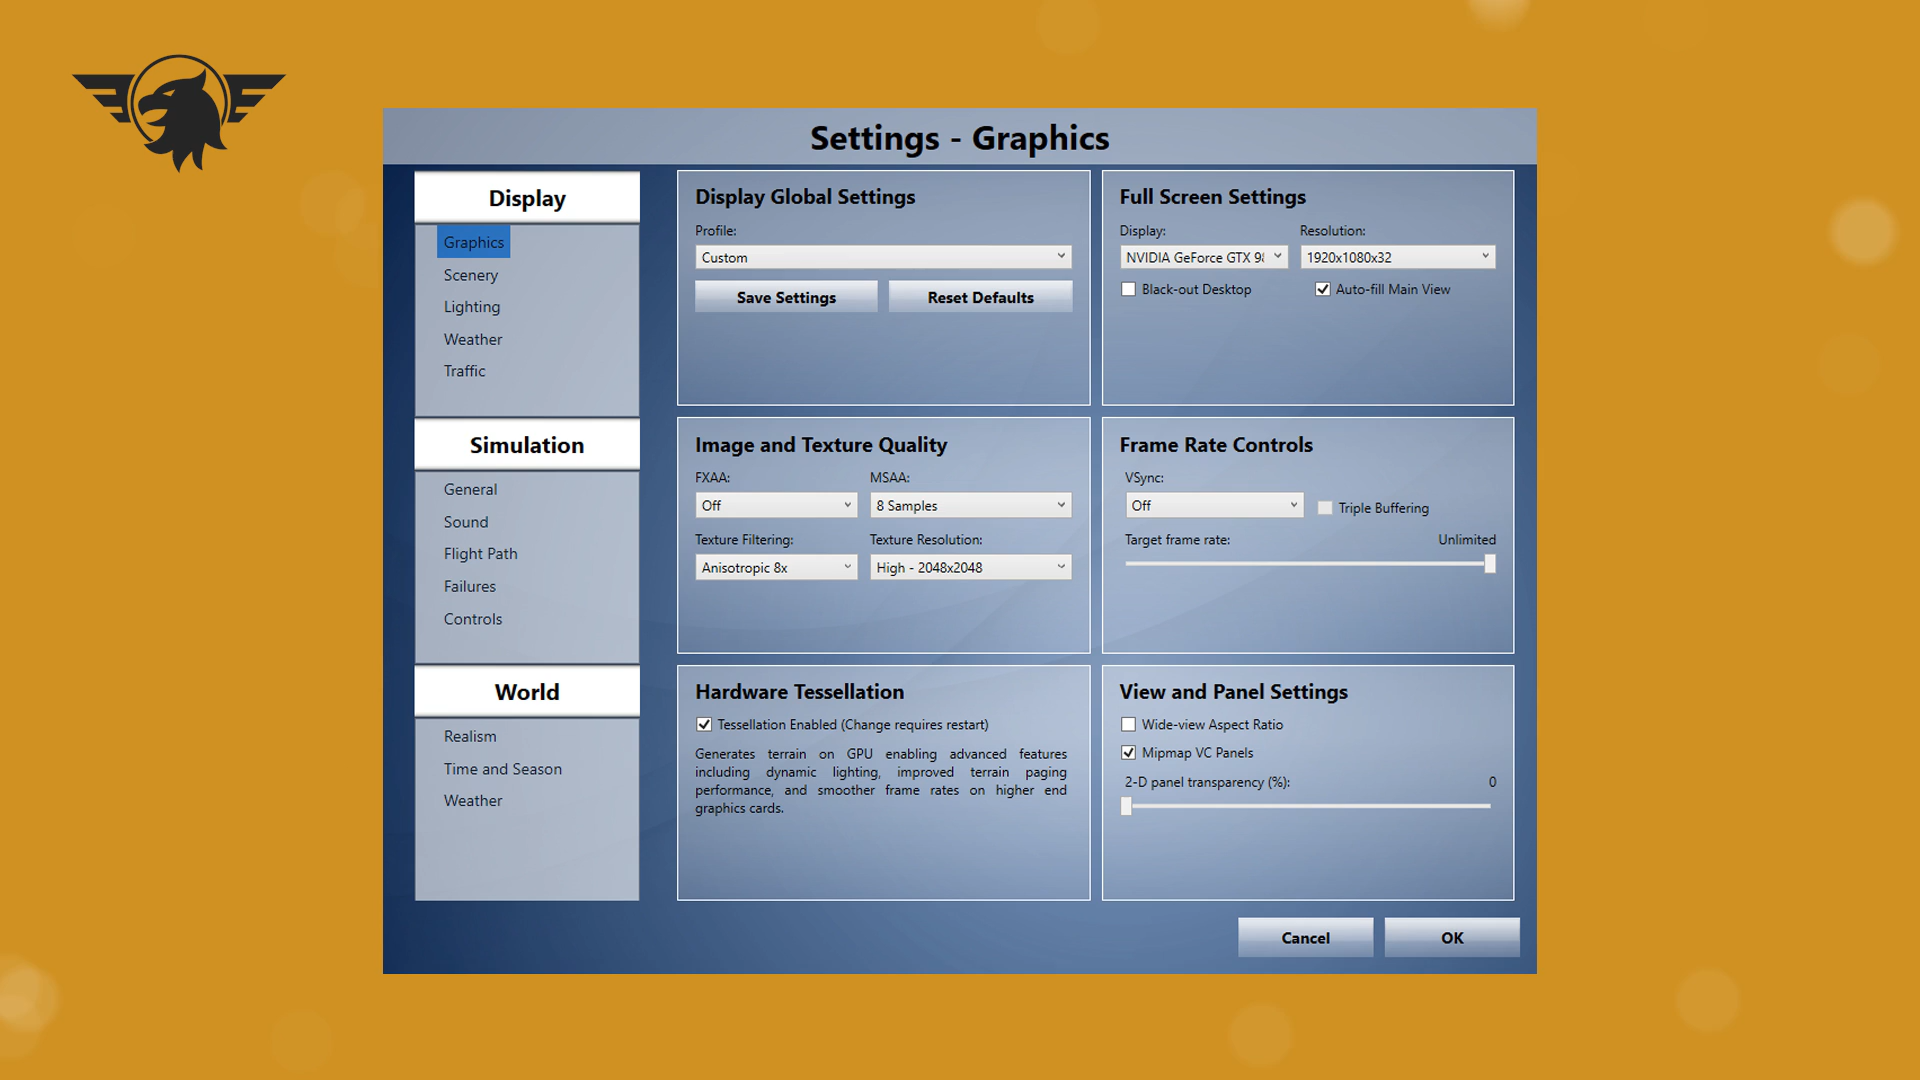 Settings - Graphics
Display
Graphics
Scenery
Lighting
Weather
Traffic
Simulation
General
Sound
Flight Path
Failures
Controls
World
Realism
Time and Season
Weather
Display Global Settings
Profile:
Custom
Save Settings
Reset Defaults
Full Screen Settings
Display:
Resolution:
NVIDIA GeForce GTX
1920x1080x32
Black-out Desktop
Auto-fill Main View
Image and Texture Quality
FXAA:
MSAA:
Off
8 Samples
Texture Filtering:
Texture Resolution:
Anisotropic 8x
High - 2048x2048
Frame Rate Controls
VSync:
Off
Triple Buffering
Target frame rate:
Unlimited
Hardware Tessellation
Tessellation Enabled (Change requires restart)
Generates terrain on GPU enabling advanced features
including dynamic lighting, improved terrain paging
performance, and smoother frame rates on higher end
graphics cards.
View and Panel Settings
Wide-view Aspect Ratio
Mipmap VC Panels
2-D panel transparency (%):
0
Cancel
OK